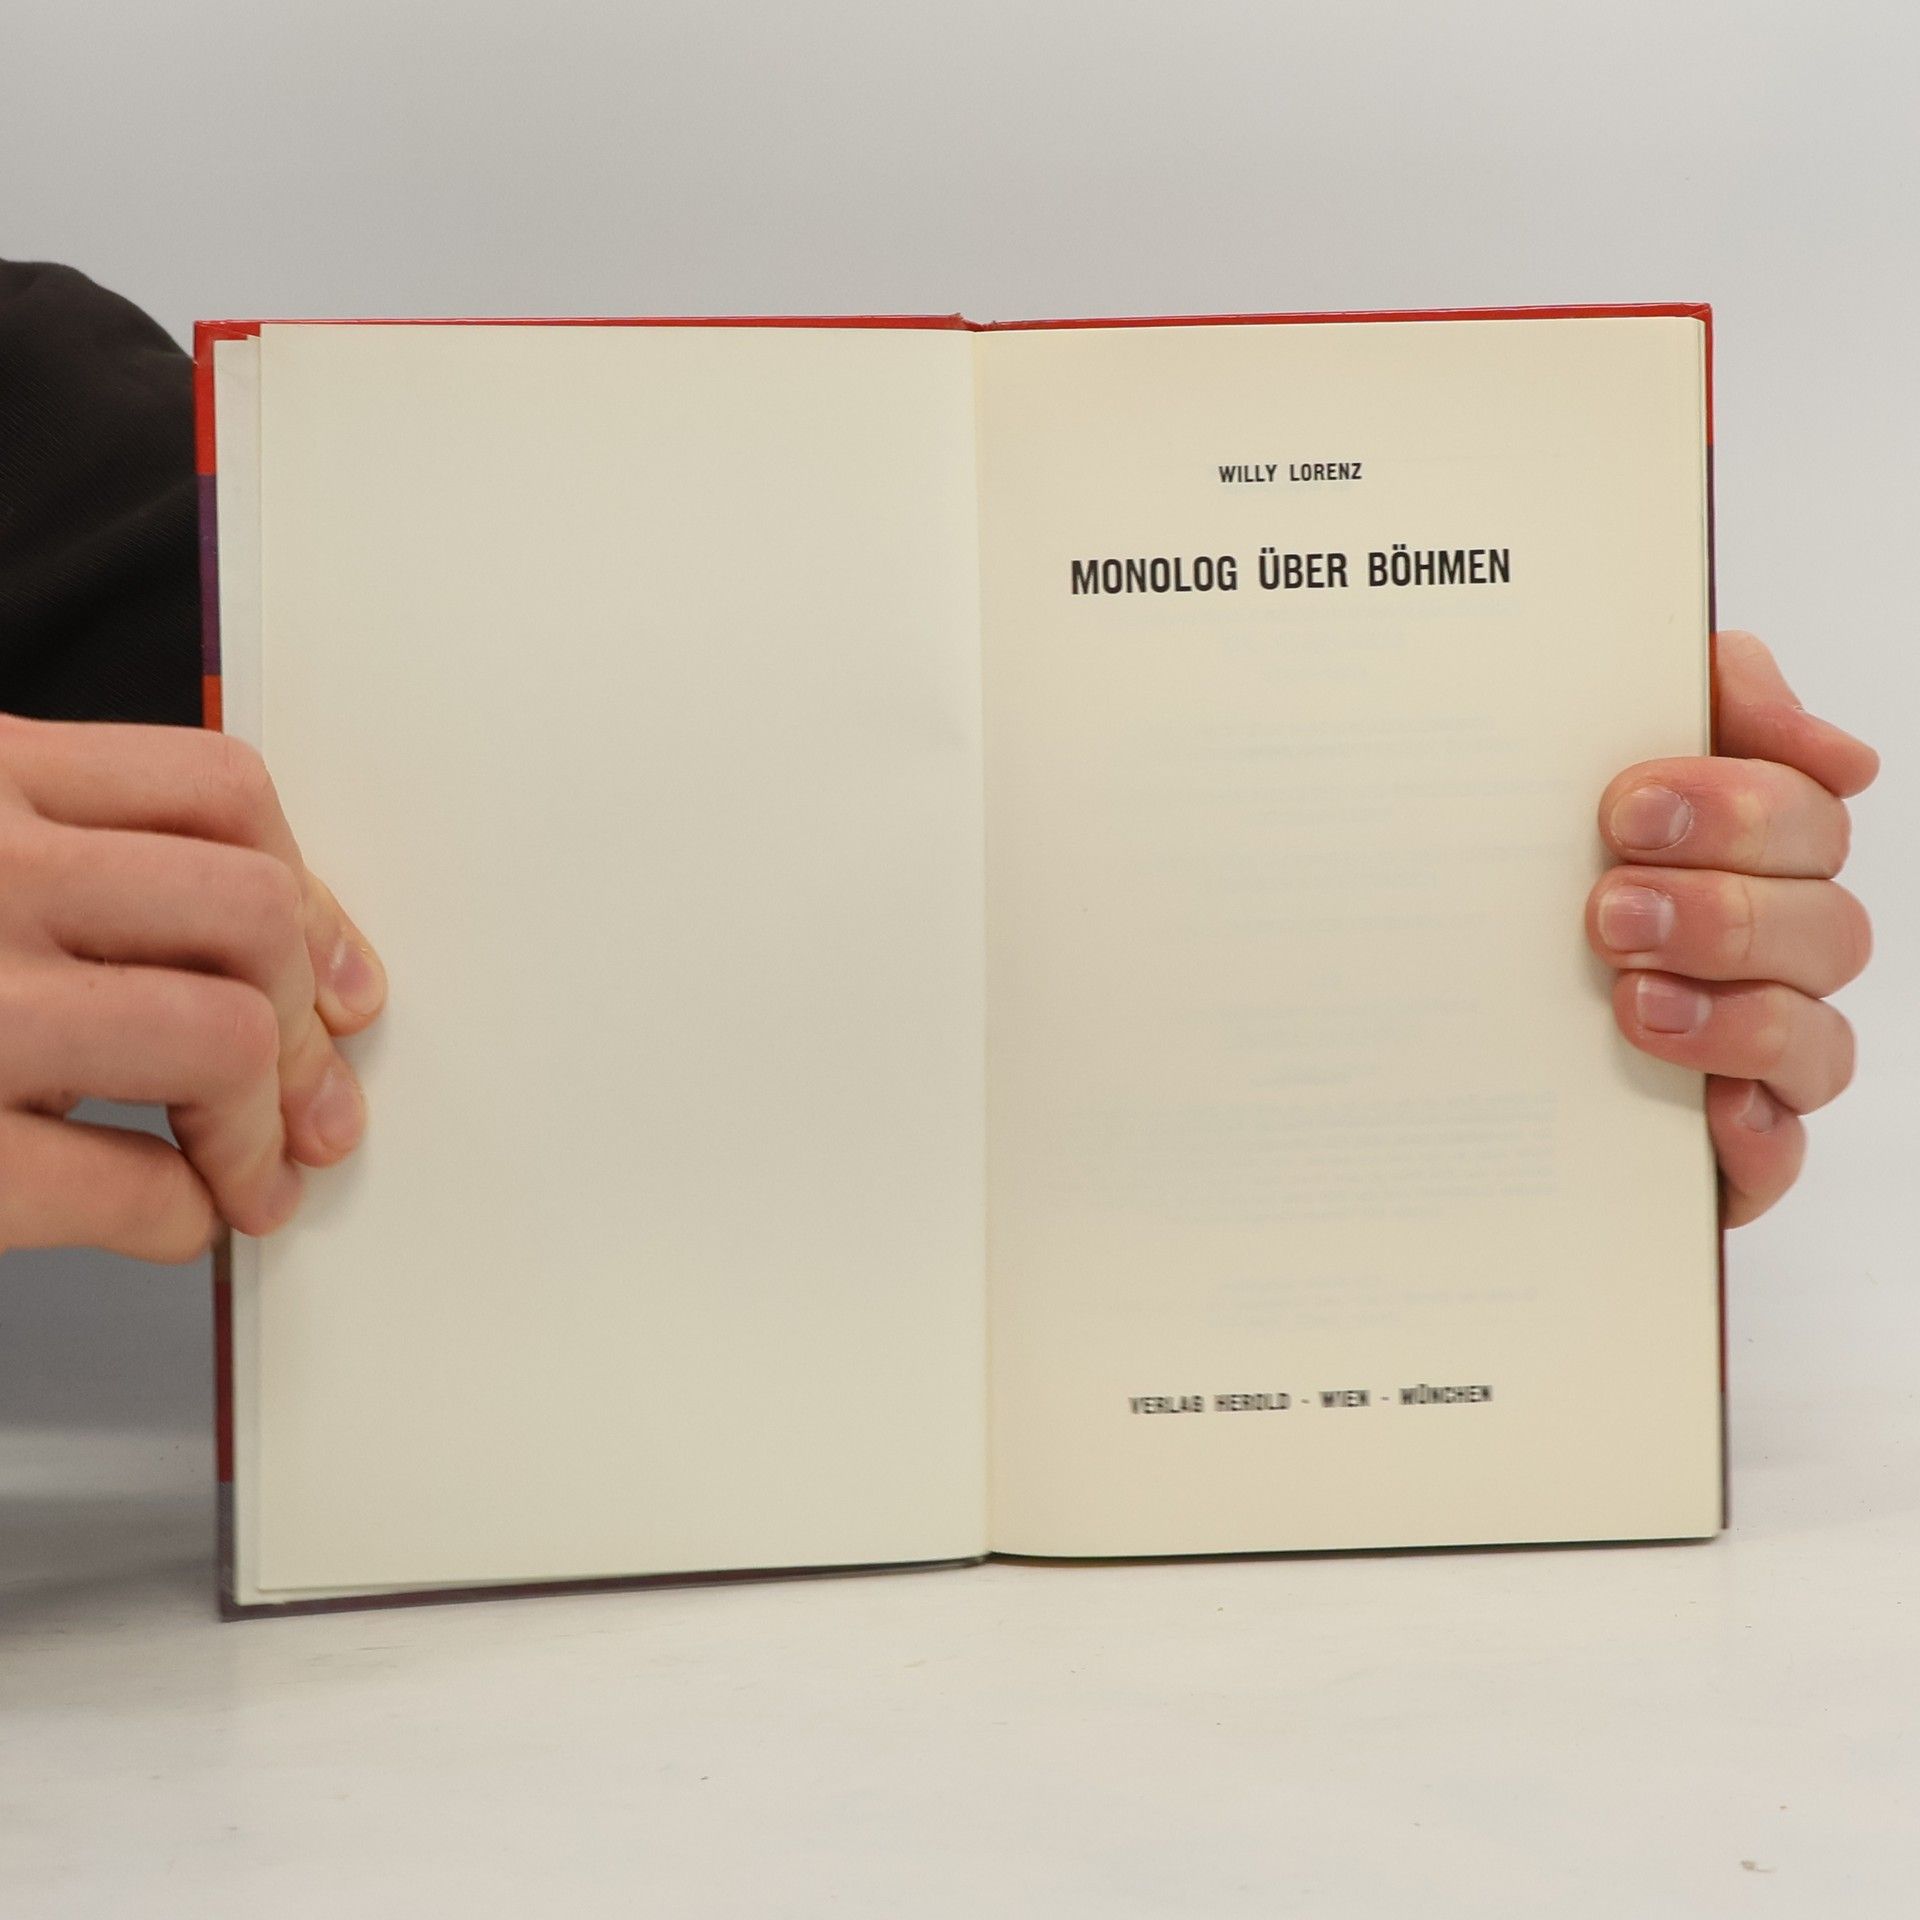 WILLY LORENZ
MONOLOG ÜBER BÖHMEN
VERLAG HEROLD - WIEN - MÜNCHEN